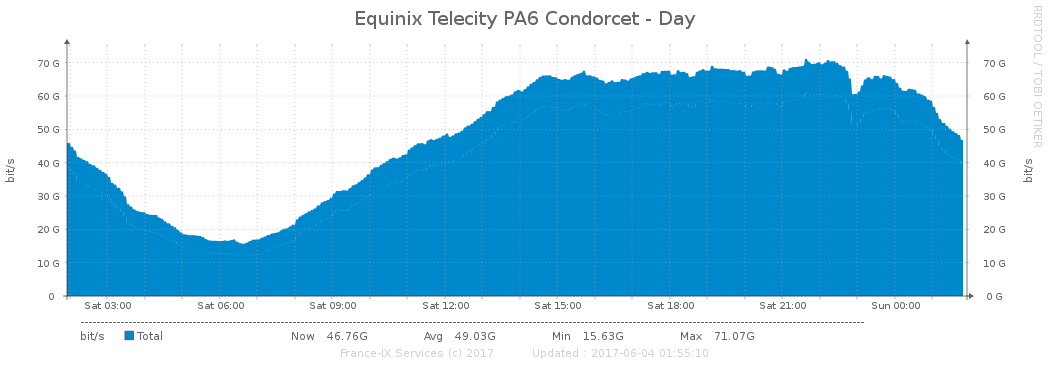 Equinix Telecity PA6 Condorcet - Day
RRDTOOL / TOBI OETIKER
bit/s
70 G 70 G
60 G 60 G
50 G 50 G
40 G 40 G
30 G 30 G
20 G 20 G
10 G 10 G
0 0 G
bit/s
Sat 03:00 Sat 06:00 Sat 09:00 Sat 12:00 Sat 15:00 Sat 18:00 Sat 21:00 Sun 00:00
bit/s Total Now 46.76G Avg 49.03G Min 15.63G Max 71.07G
France-IX Services (c) 2017 Updated : 2017-06-04 01:55:10